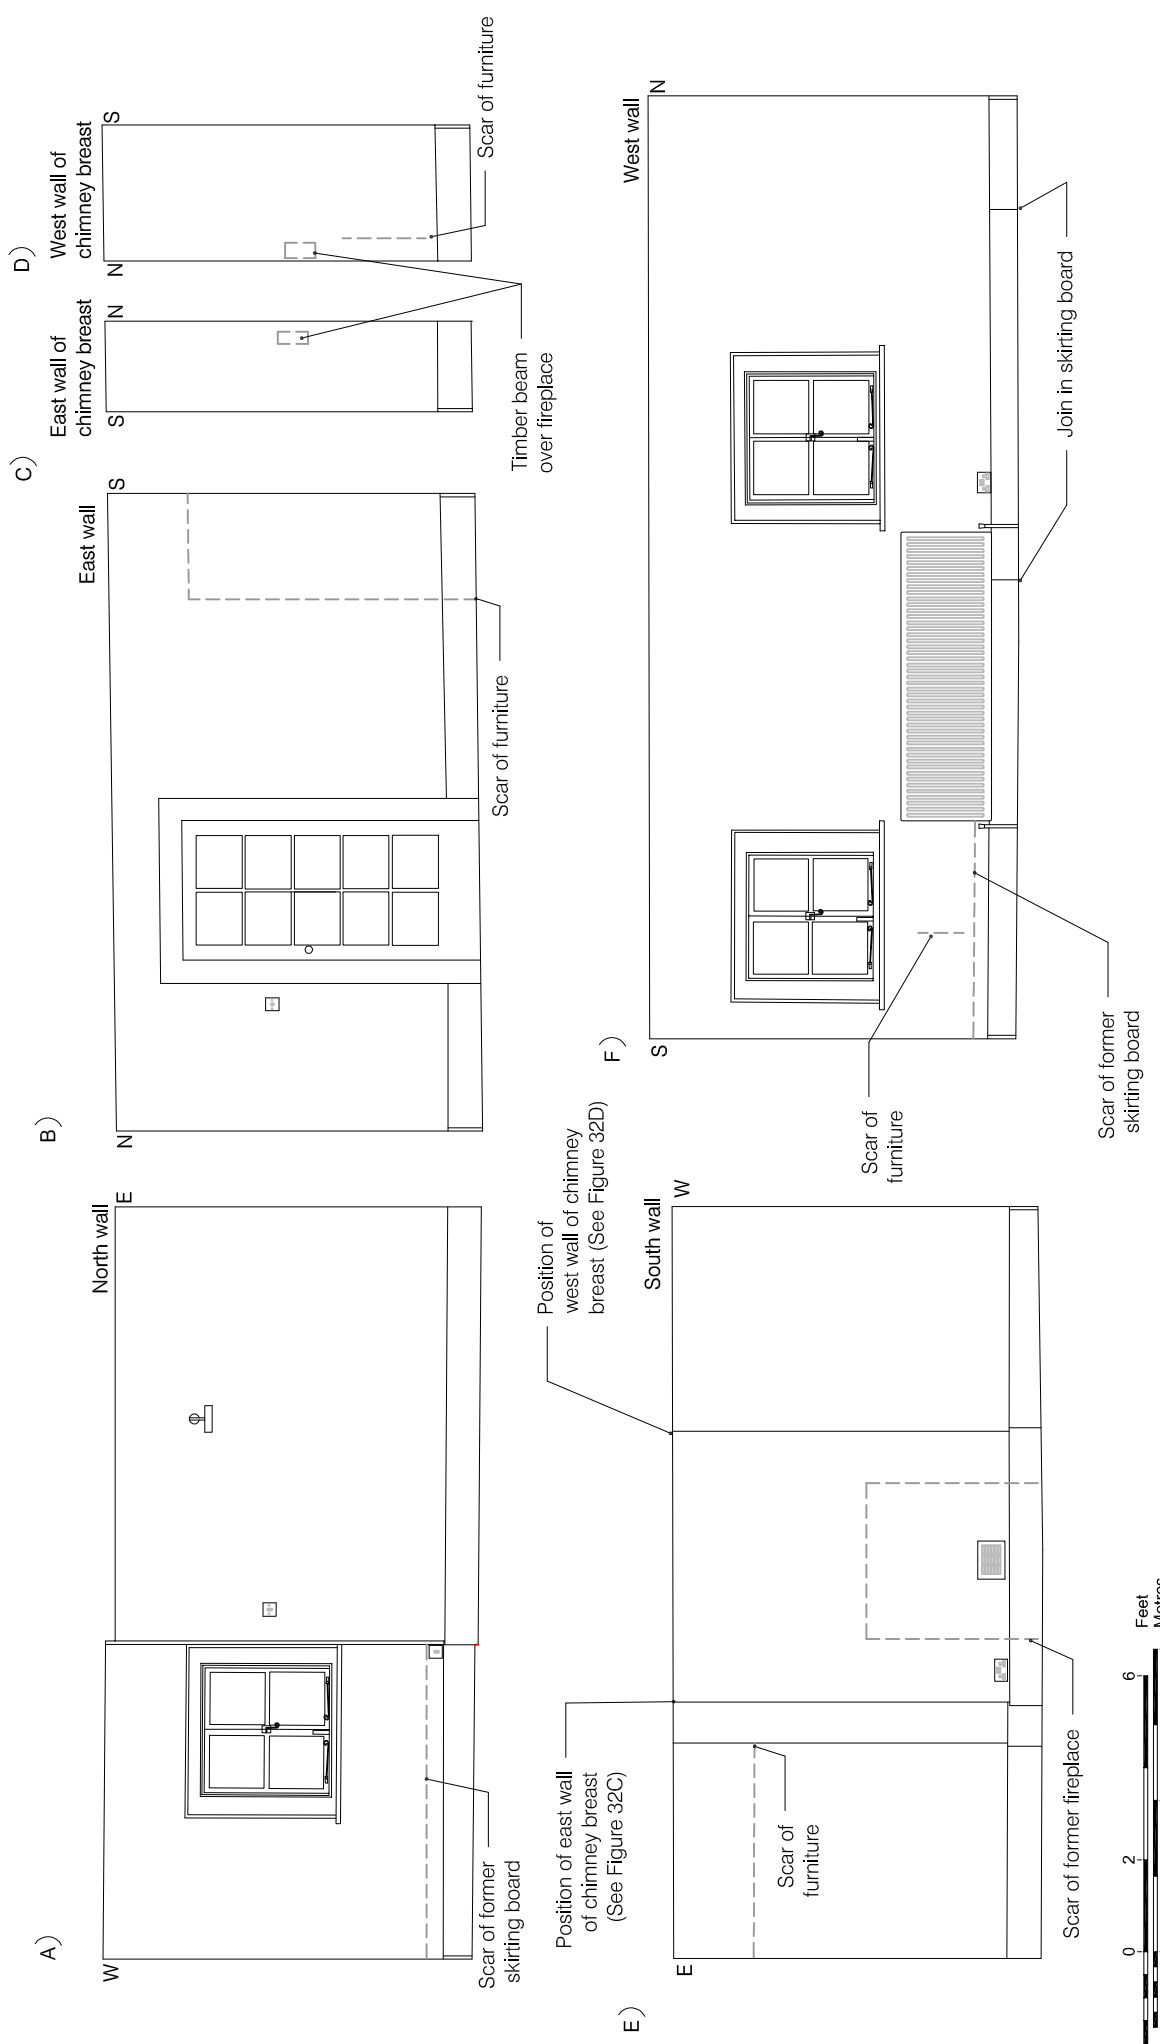 A)
North wall
W
E
Scar of former
skirting board
B)
East wall
N
S
Scar of furniture
C)
East wall of
chimney breast
S
N
D)
West wall of
chimney breast
N
S
Timber beam
over fireplace
Scar of furniture
E)
South wall
E
W
Position of east wall
of chimney breast
(See Figure 32C)
Position of
west wall of chimney
breast (See Figure 32D)
Scar of
furniture
Scar of former fireplace
F)
West wall
S
N
Scar of
furniture
Scar of former
skirting board
Join in skirting board
0
2
6
Feet
Metres